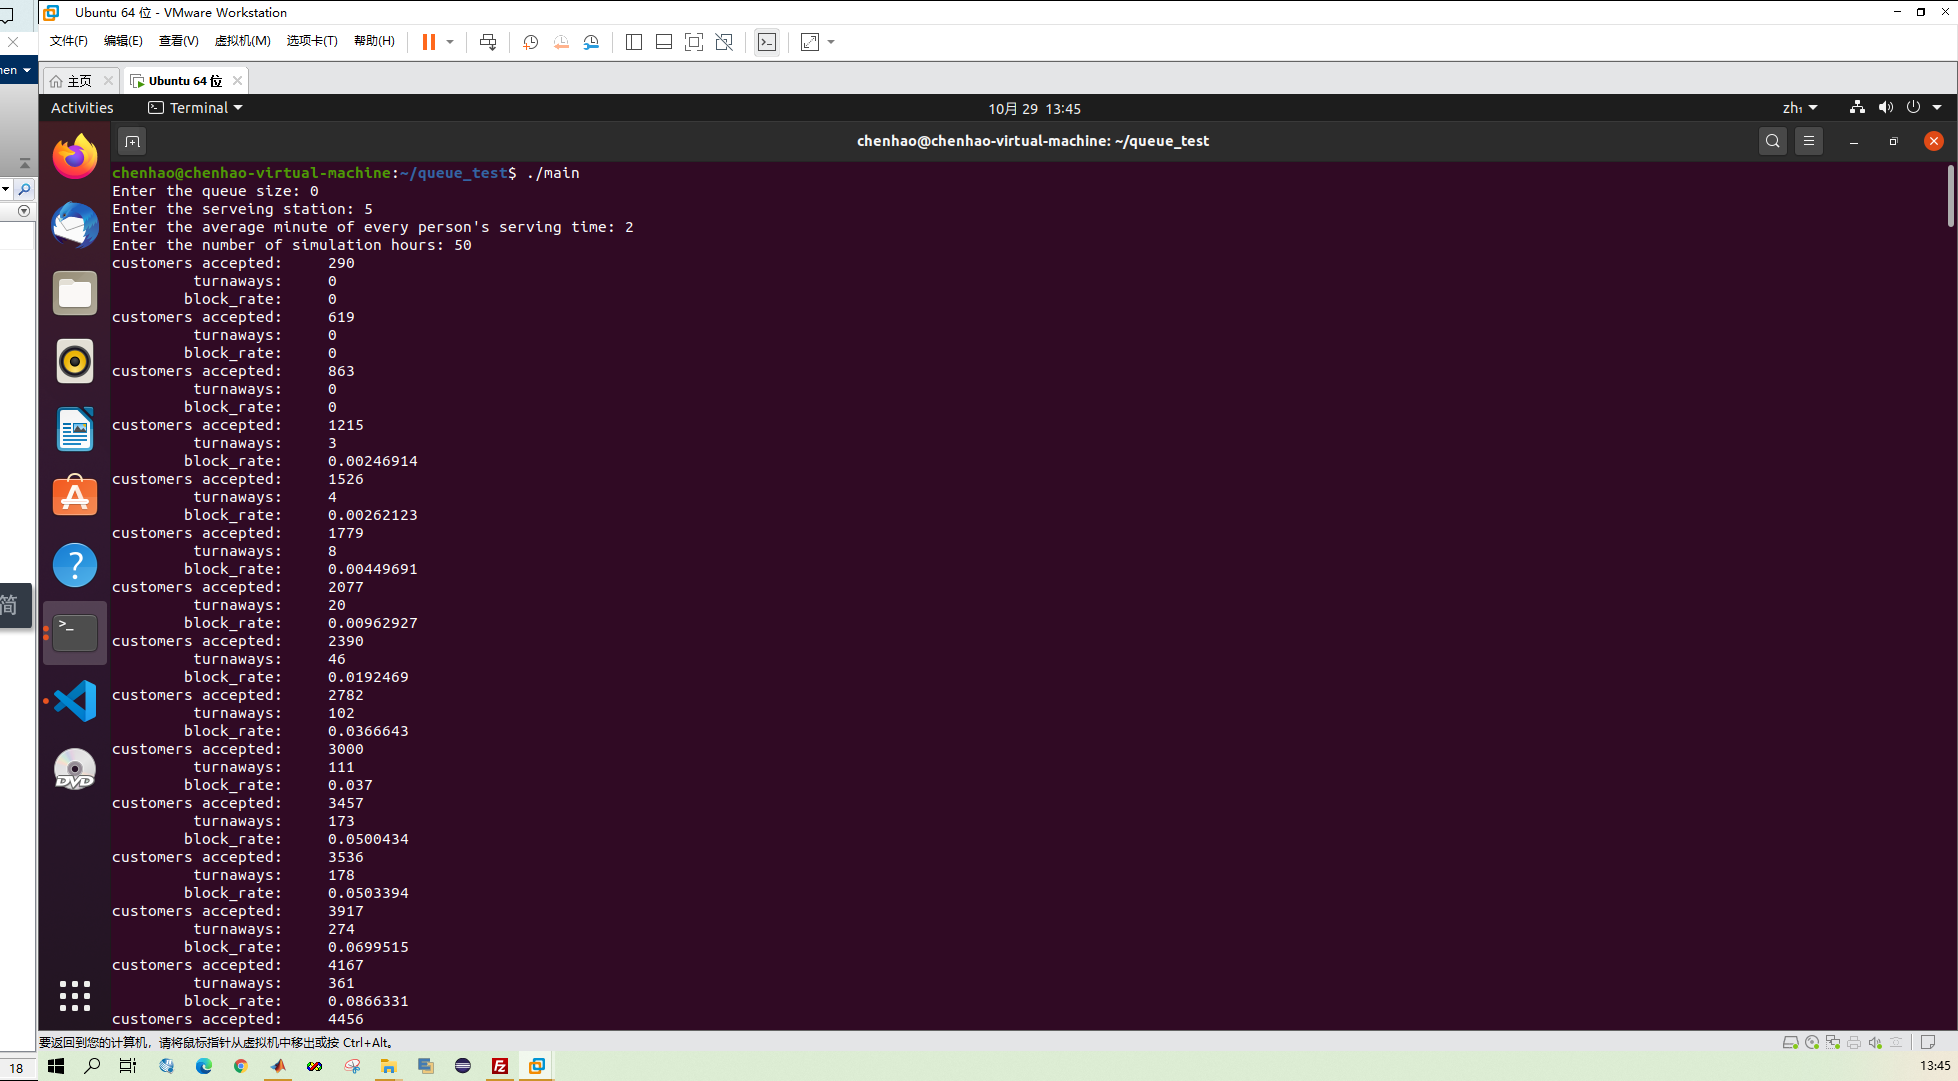 Ubuntu 64 位 - VMware Workstation
文件(F) 编辑(E) 查看(V) 虚拟机(M) 选项卡(T) 帮助(H)
hen
主页 Ubuntu 64 位
Activities Terminal 10月 29 13:45 zh₁
chenhao@chenhao-virtual-machine: ~/queue_test
chenhao@chenhao-virtual-machine:~/queue_test$ ./main
Enter the queue size: 0
Enter the serveing station: 5
Enter the average minute of every person's serving time: 2
Enter the number of simulation hours: 50
customers accepted: 290
turnaways: 0
block_rate: 0
customers accepted: 619
turnaways: 0
block_rate: 0
customers accepted: 863
turnaways: 0
block_rate: 0
customers accepted: 1215
turnaways: 3
block_rate: 0.00246914
customers accepted: 1526
turnaways: 4
block_rate: 0.00262123
customers accepted: 1779
turnaways: 8
block_rate: 0.00449691
customers accepted: 2077
turnaways: 20
block_rate: 0.00962927
customers accepted: 2390
turnaways: 46
block_rate: 0.0192469
customers accepted: 2782
turnaways: 102
block_rate: 0.0366643
customers accepted: 3000
turnaways: 111
block_rate: 0.037
customers accepted: 3457
turnaways: 173
block_rate: 0.0500434
customers accepted: 3536
turnaways: 178
block_rate: 0.0503394
customers accepted: 3917
turnaways: 274
block_rate: 0.0699515
customers accepted: 4167
turnaways: 361
block_rate: 0.0866331
customers accepted: 4456
简
DVD
要返回到您的计算机，请将鼠标指针从虚拟机中移出或按 Ctrl+Alt。
18
13:45